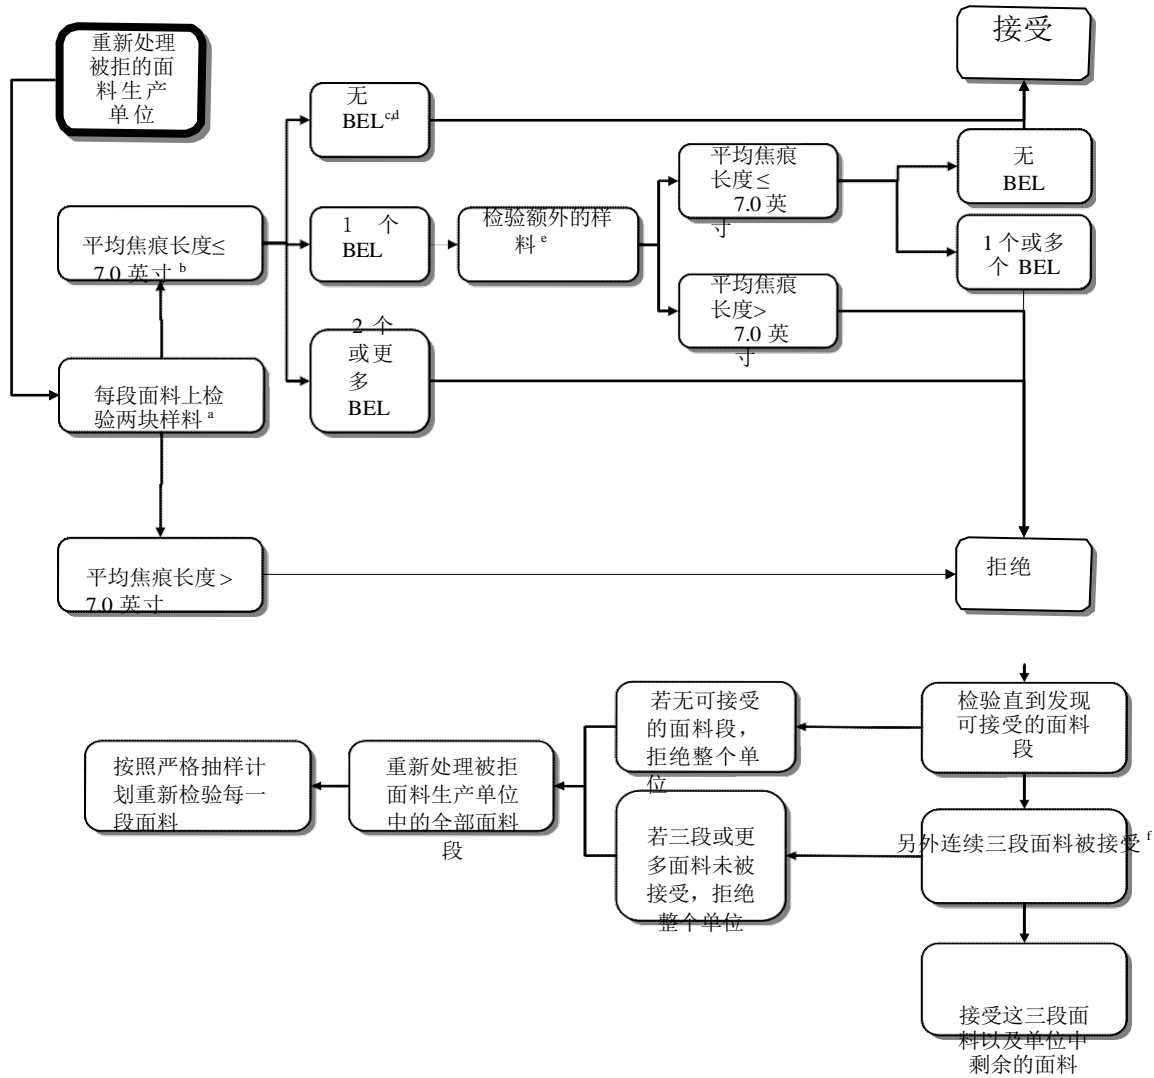 重新处理
被拒的面
料生产
单位
接受
无
BELc,d
平均焦痕
长度≤
7.0 英
寸
无
BEL
平均焦痕长度≤
7.0 英寸 b
1 个
BEL
检验额外的样
料 e
1 个或多
个 BEL
平均焦痕
长度>
7.0 英
寸
2 个
或更
多
BEL
每段面料上检
验两块样料 a
平均焦痕长度>
7.0 英寸
拒绝
检验直到发现
可接受的面料
段
若无可接受
的面料段,
拒绝整个单
位
按照严格抽样计
划重新检验每一
段面料
重新处理被拒
面料生产单位
中的全部面料
段
若三段或更
多面料未被
接受，拒绝
整个单位
另外连续三段面料被接受 f
接受这三段面
料以及单位中
剩余的面料